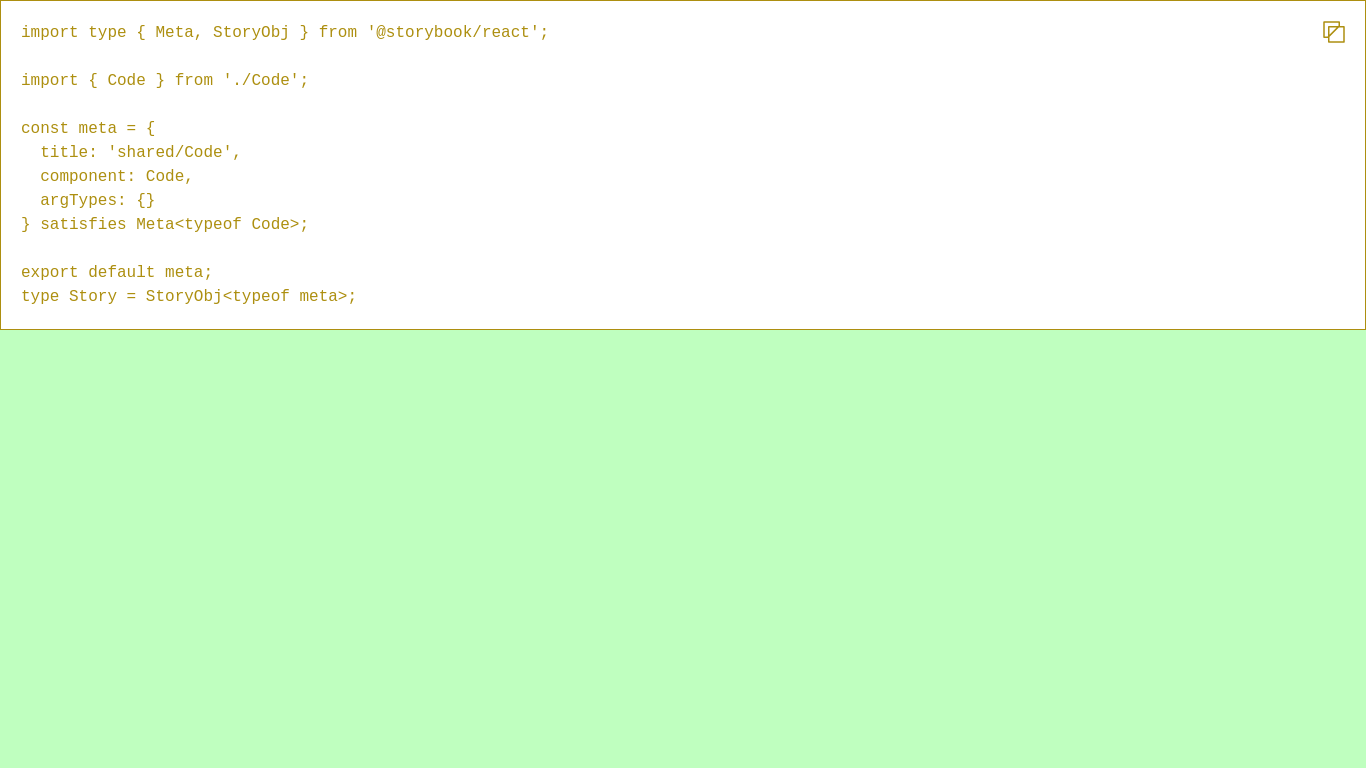 import type { Meta, StoryObj } from '@storybook/react';

import { Code } from './Code';

const meta = {
  title: 'shared/Code',
  component: Code,
  argTypes: {}
} satisfies Meta<typeof Code>;

export default meta;
type Story = StoryObj<typeof meta>;